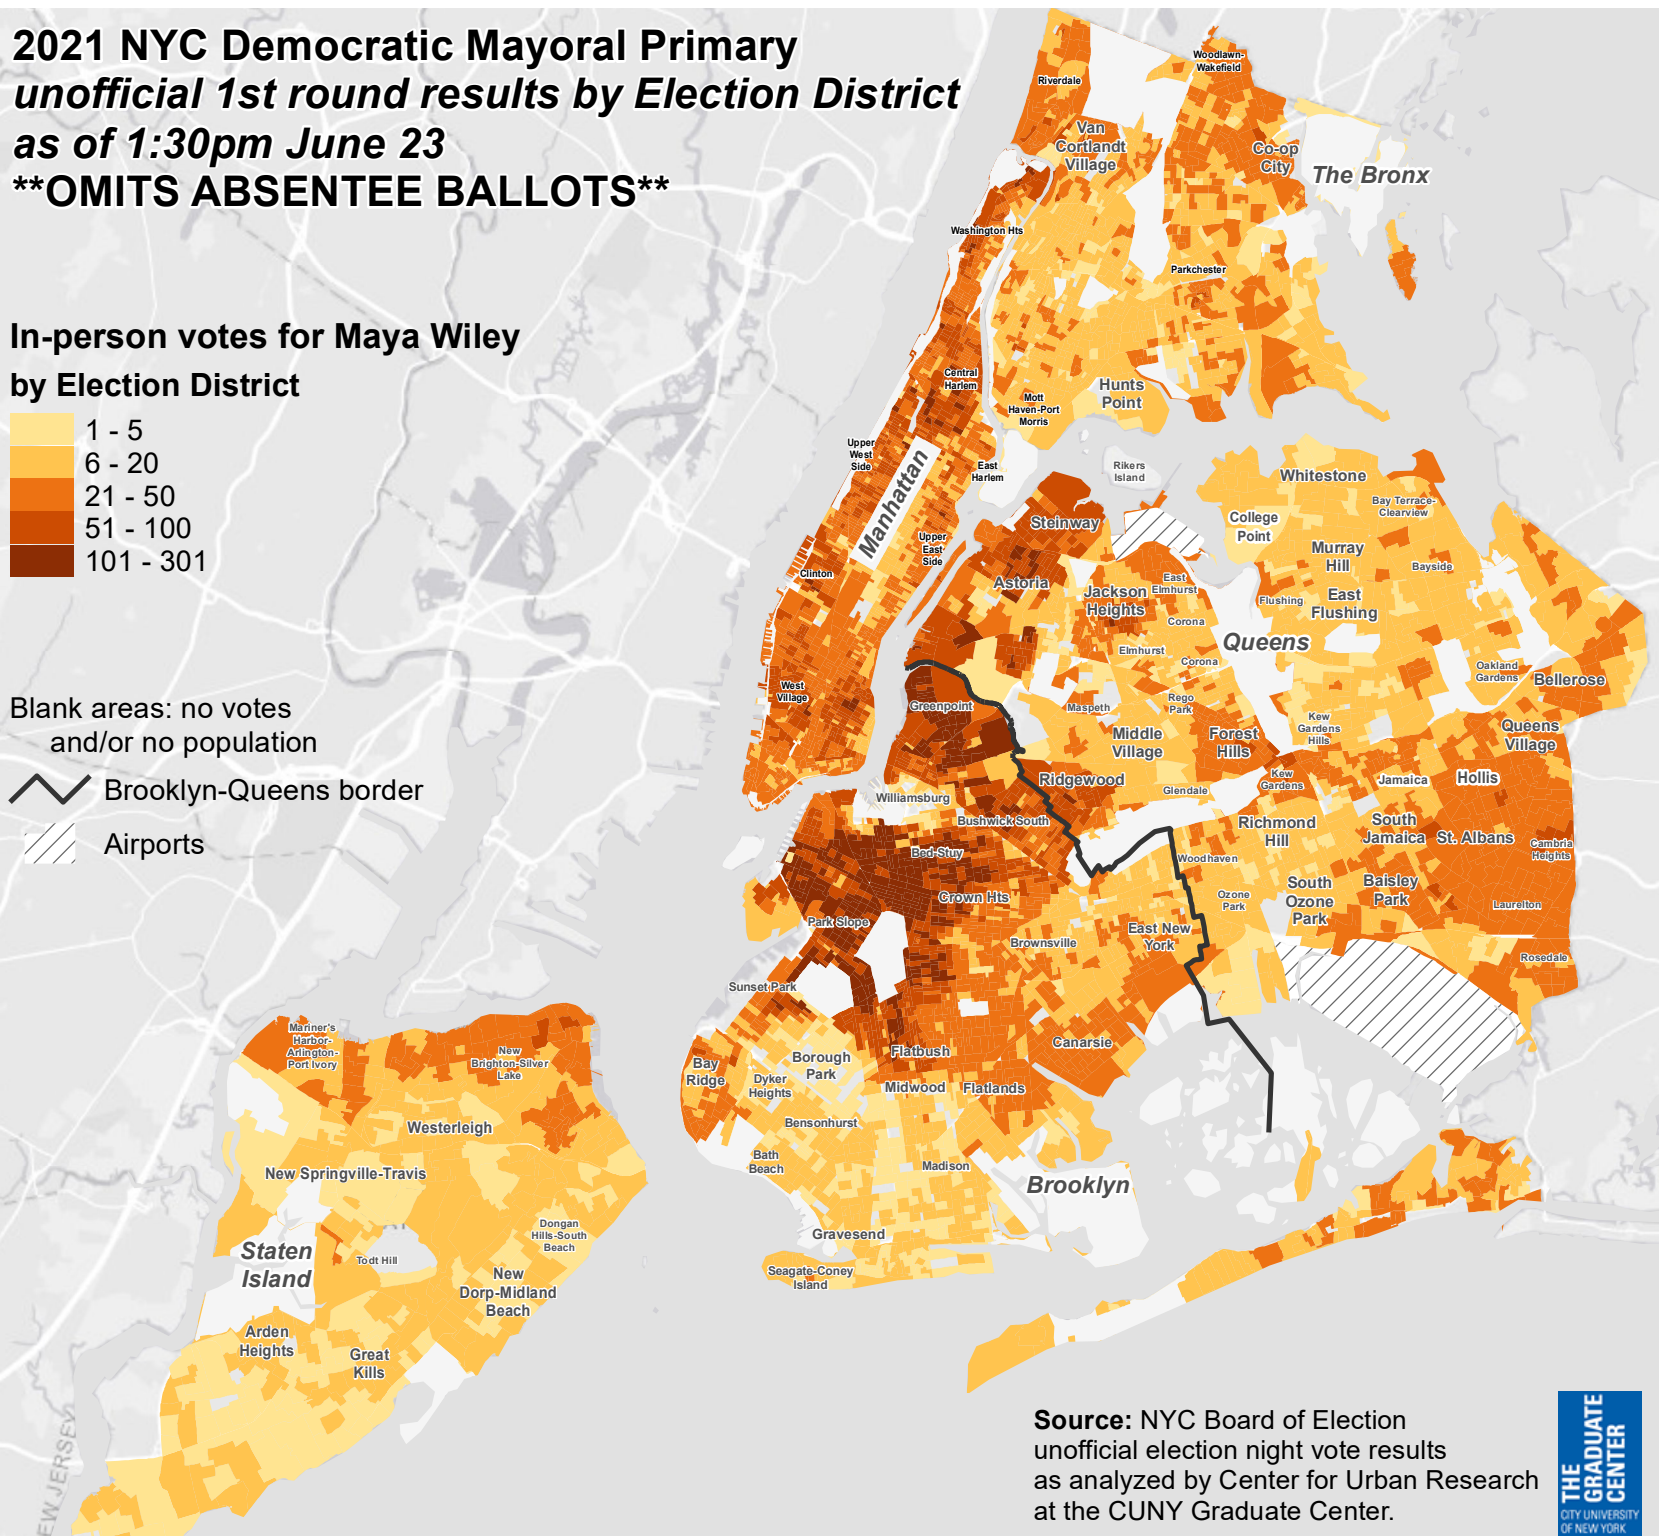 2021 NYC Democratic Mayoral Primary
unofficial 1st round results by Election District
as of 1:30pm June 23
**OMITS ABSENTEE BALLOTS**
In-person votes for Maya Wiley
by Election District
1 - 5
6 - 20
21 - 50
51 - 100
101 - 301
Blank areas: no votes
and/or no population
Brooklyn-Queens border
Airports
Woodlawn-
Wakefield
Riverdale
Van
Cortlandt
Village
Co-op
City
The Bronx
Washington Hts
Parkchester
Central
Harlem
Hunts
Point
Mott
Haven-Port
Morris
Upper
West
Side
Manhattan
East
Harlem
Rikers
Island
Whitestone
Bay Terrace-
Clearview
College
Point
Steinway
Upper
East
Side
Murray
Hill
Bayside
Clinton
Astoria
East
Elmhurst
Jackson
Heights
Flushing
East
Flushing
Corona
Queens
Elmhurst
Corona
Oakland
Gardens
Bellerose
West
Village
Greenpoint
Maspeth
Rego
Park
Kew
Gardens
Hills
Queens
Village
Middle
Village
Forest
Hills
Ridgewood
Kew
Gardens
Jamaica
Hollis
Glendale
Williamsburg
Bushwick South
Richmond
Hill
South
Jamaica
St. Albans
Cambria
Heights
Bed-Stuy
Woodhaven
Crown Hts
Ozone
Park
South
Ozone
Park
Baisley
Park
Laurelton
Park Slope
Brownsville
East New
York
Rosedale
Sunset Park
Mariner's
Harbor-
Arlington-
Port Ivory
New
Brighton-Silver
Lake
Bay
Ridge
Borough
Park
Flatbush
Canarsie
Dyker
Heights
Midwood
Flatlands
Westerleigh
Bensonhurst
New Springville-Travis
Bath
Beach
Madison
Brooklyn
Dongan
Hills-South
Beach
Gravesend
Staten
Island
Todt Hill
Seagate-Coney
Island
New
Dorp-Midland
Beach
Arden
Heights
Great
Kills
EW JERSEY
Source: NYC Board of Election
unofficial election night vote results
as analyzed by Center for Urban Research
at the CUNY Graduate Center.
THE
GRADUATE
CENTER
CITY UNIVERSITY
OF NEW YORK